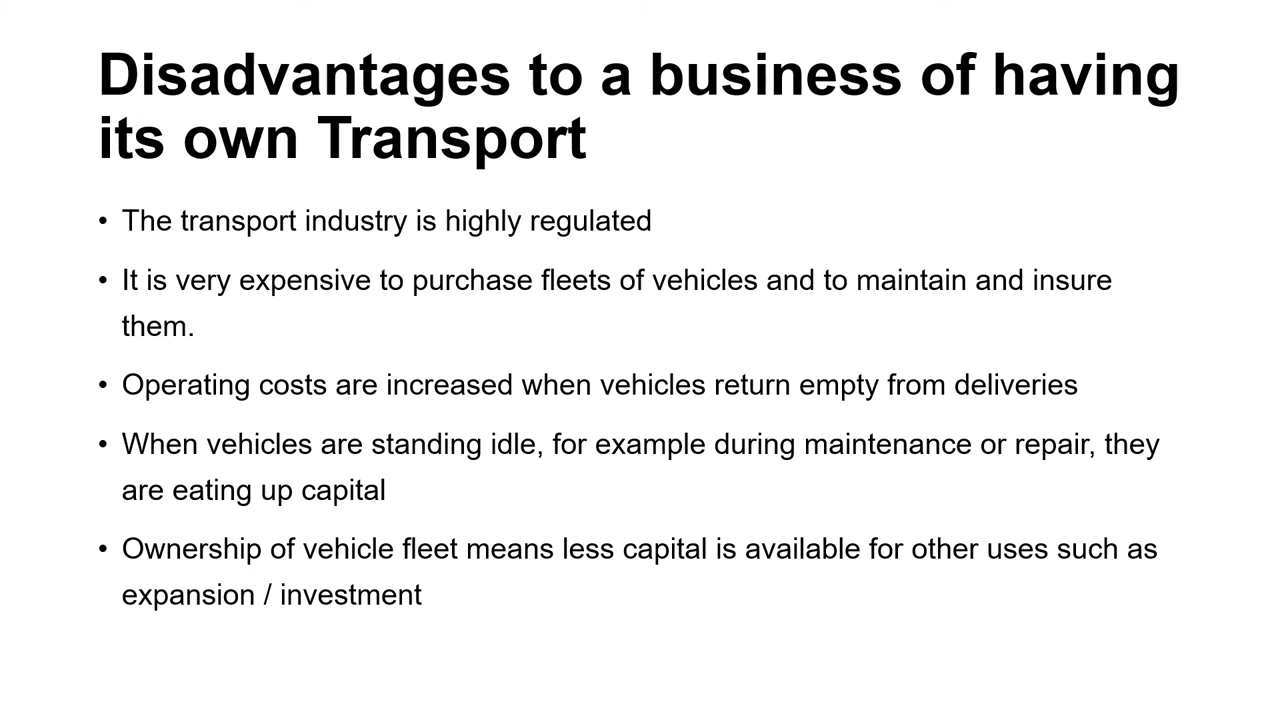 Disadvantages to a business of having
its own Transport
• The transport industry is highly regulated
• It is very expensive to purchase fleets of vehicles and to maintain and insure
them.
• Operating costs are increased when vehicles return empty from deliveries
• When vehicles are standing idle, for example during maintenance or repair, they
are eating up capital
• Ownership of vehicle fleet means less capital is available for other uses such as
expansion / investment